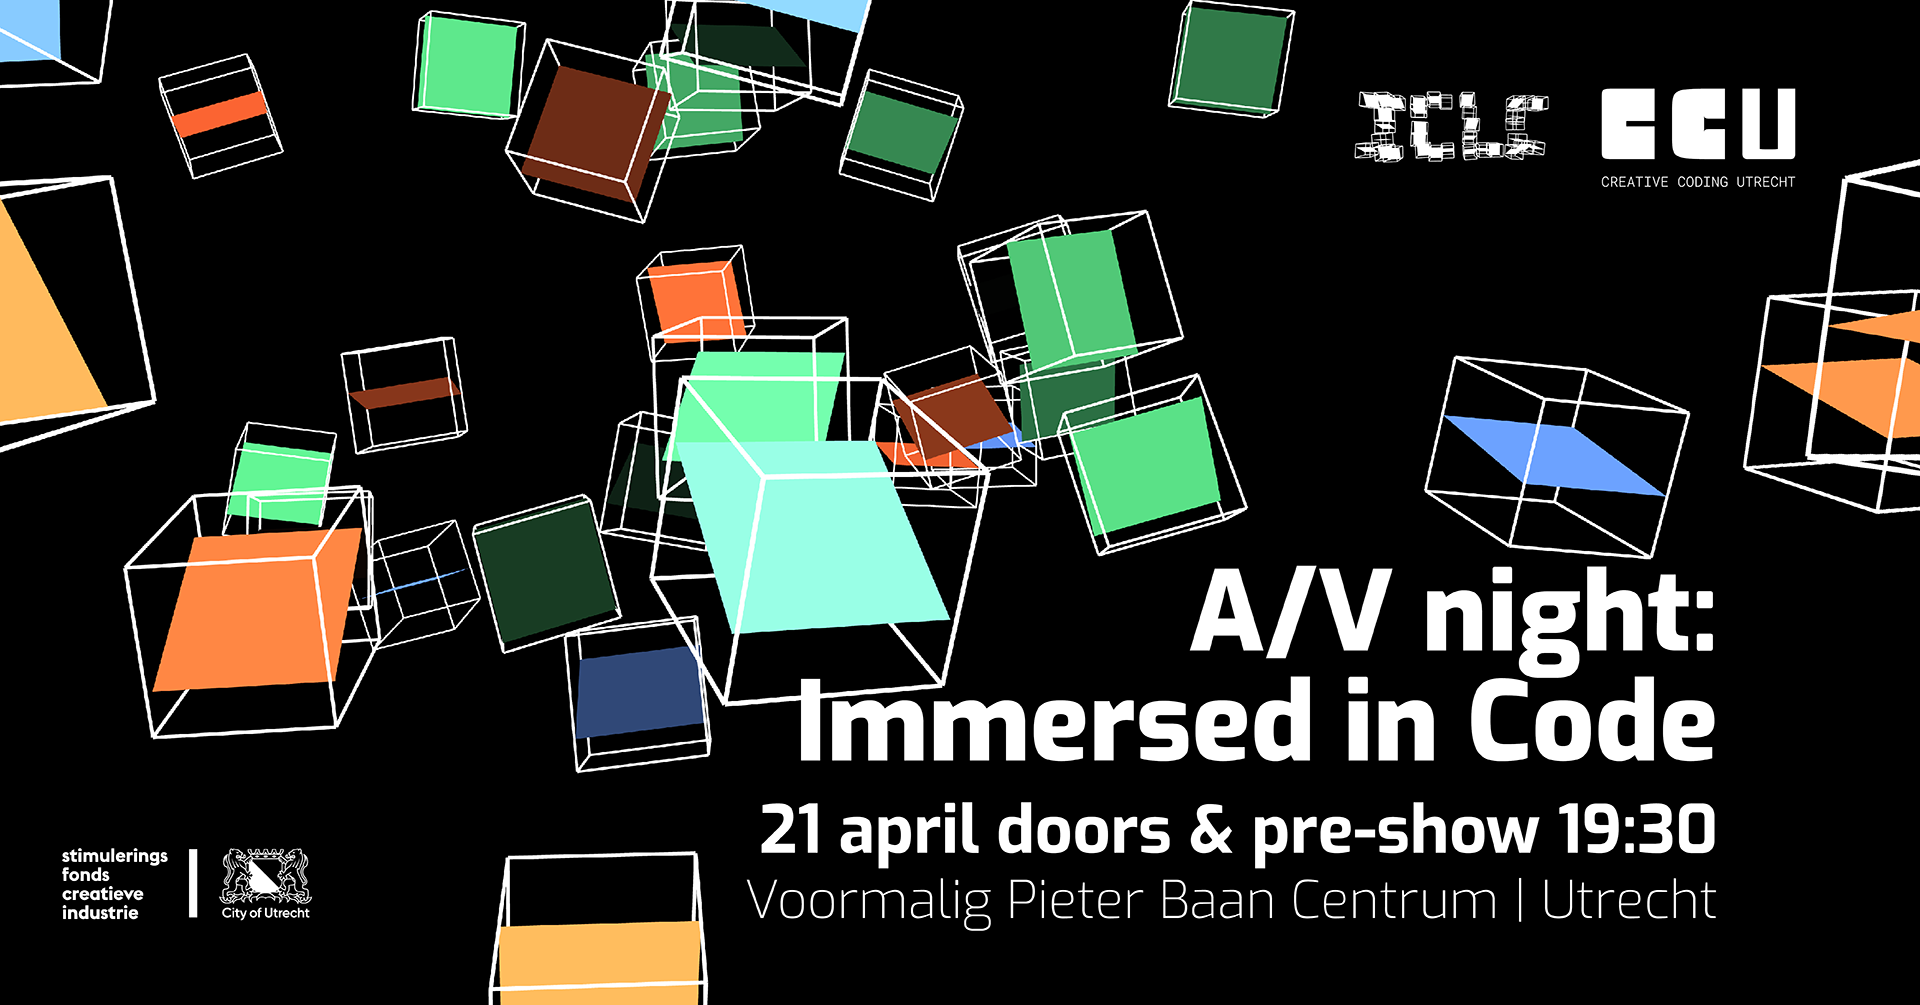 ICLC
CCU
CREATIVE CODING UTRECHT
A/V night:
Immersed in Code
21 april doors & pre-show 19:30
Voormalig Pieter Baan Centrum | Utrecht
stimulerings
fonds
creatieve
industrie
City of Utrecht